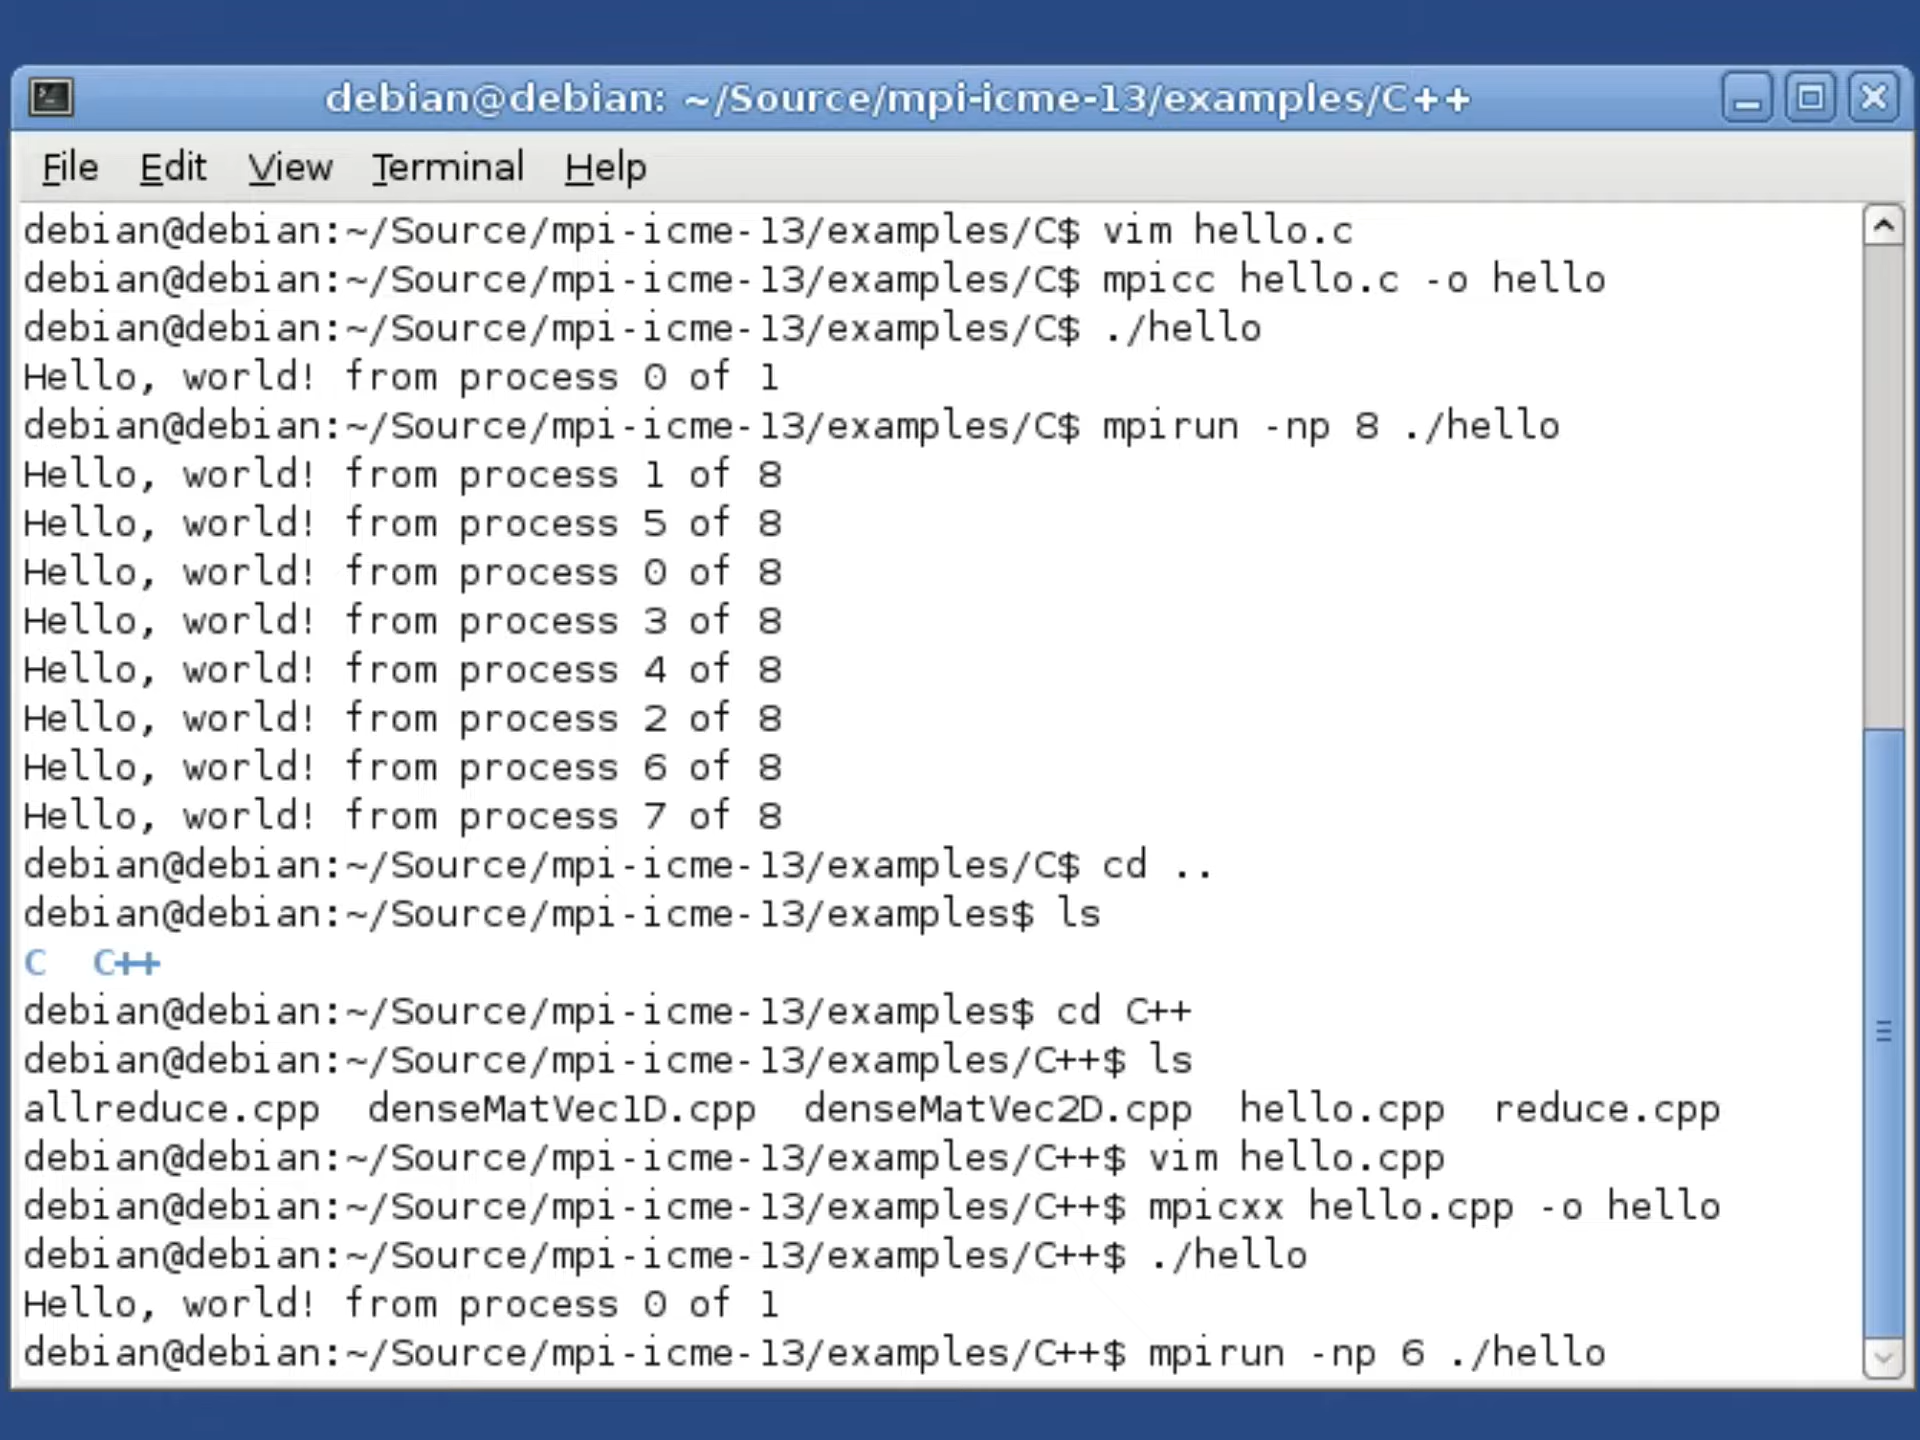 debian@debian: ~/Source/mpi-icme-13/examples/C++
File Edit View Terminal Help
debian@debian:~/Source/mpi-icme-13/examples/C$ vim hello.c
debian@debian:~/Source/mpi-icme-13/examples/C$ mpicc hello.c -o hello
debian@debian:~/Source/mpi-icme-13/examples/C$ ./hello
Hello, world! from process 0 of 1
debian@debian:~/Source/mpi-icme-13/examples/C$ mpirun -np 8 ./hello
Hello, world! from process 1 of 8
Hello, world! from process 5 of 8
Hello, world! from process 0 of 8
Hello, world! from process 3 of 8
Hello, world! from process 4 of 8
Hello, world! from process 2 of 8
Hello, world! from process 6 of 8
Hello, world! from process 7 of 8
debian@debian:~/Source/mpi-icme-13/examples/C$ cd ..
debian@debian:~/Source/mpi-icme-13/examples$ ls
C  C++
debian@debian:~/Source/mpi-icme-13/examples$ cd C++
debian@debian:~/Source/mpi-icme-13/examples/C++$ ls
allreduce.cpp  denseMatVec1D.cpp  denseMatVec2D.cpp  hello.cpp  reduce.cpp
debian@debian:~/Source/mpi-icme-13/examples/C++$ vim hello.cpp
debian@debian:~/Source/mpi-icme-13/examples/C++$ mpicxx hello.cpp -o hello
debian@debian:~/Source/mpi-icme-13/examples/C++$ ./hello
Hello, world! from process 0 of 1
debian@debian:~/Source/mpi-icme-13/examples/C++$ mpirun -np 6 ./hello